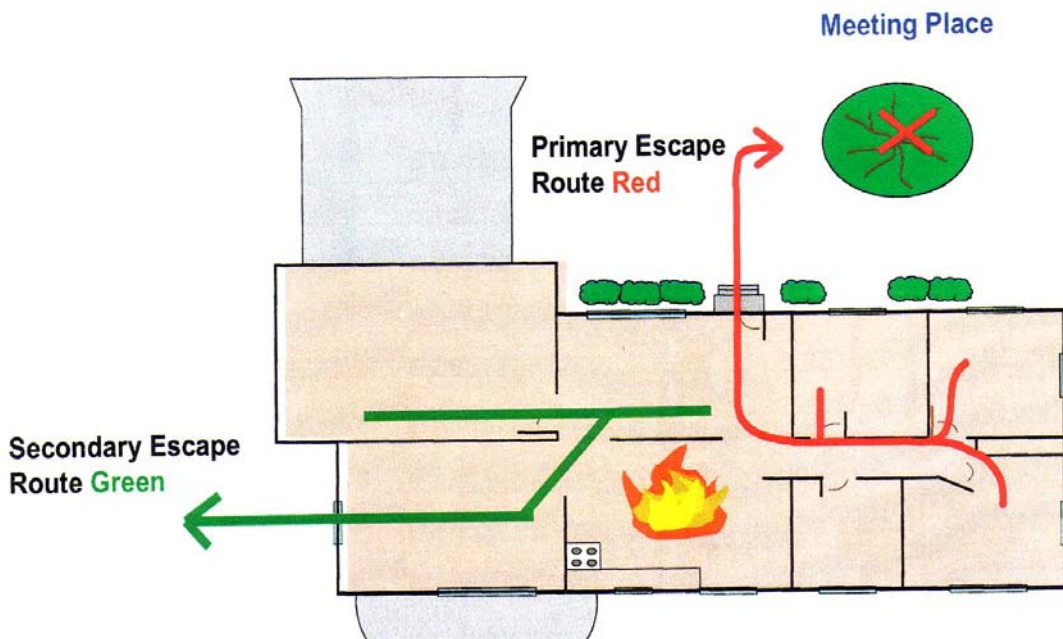 Meeting Place
Primary Escape
Route Red
Secondary Escape
Route Green